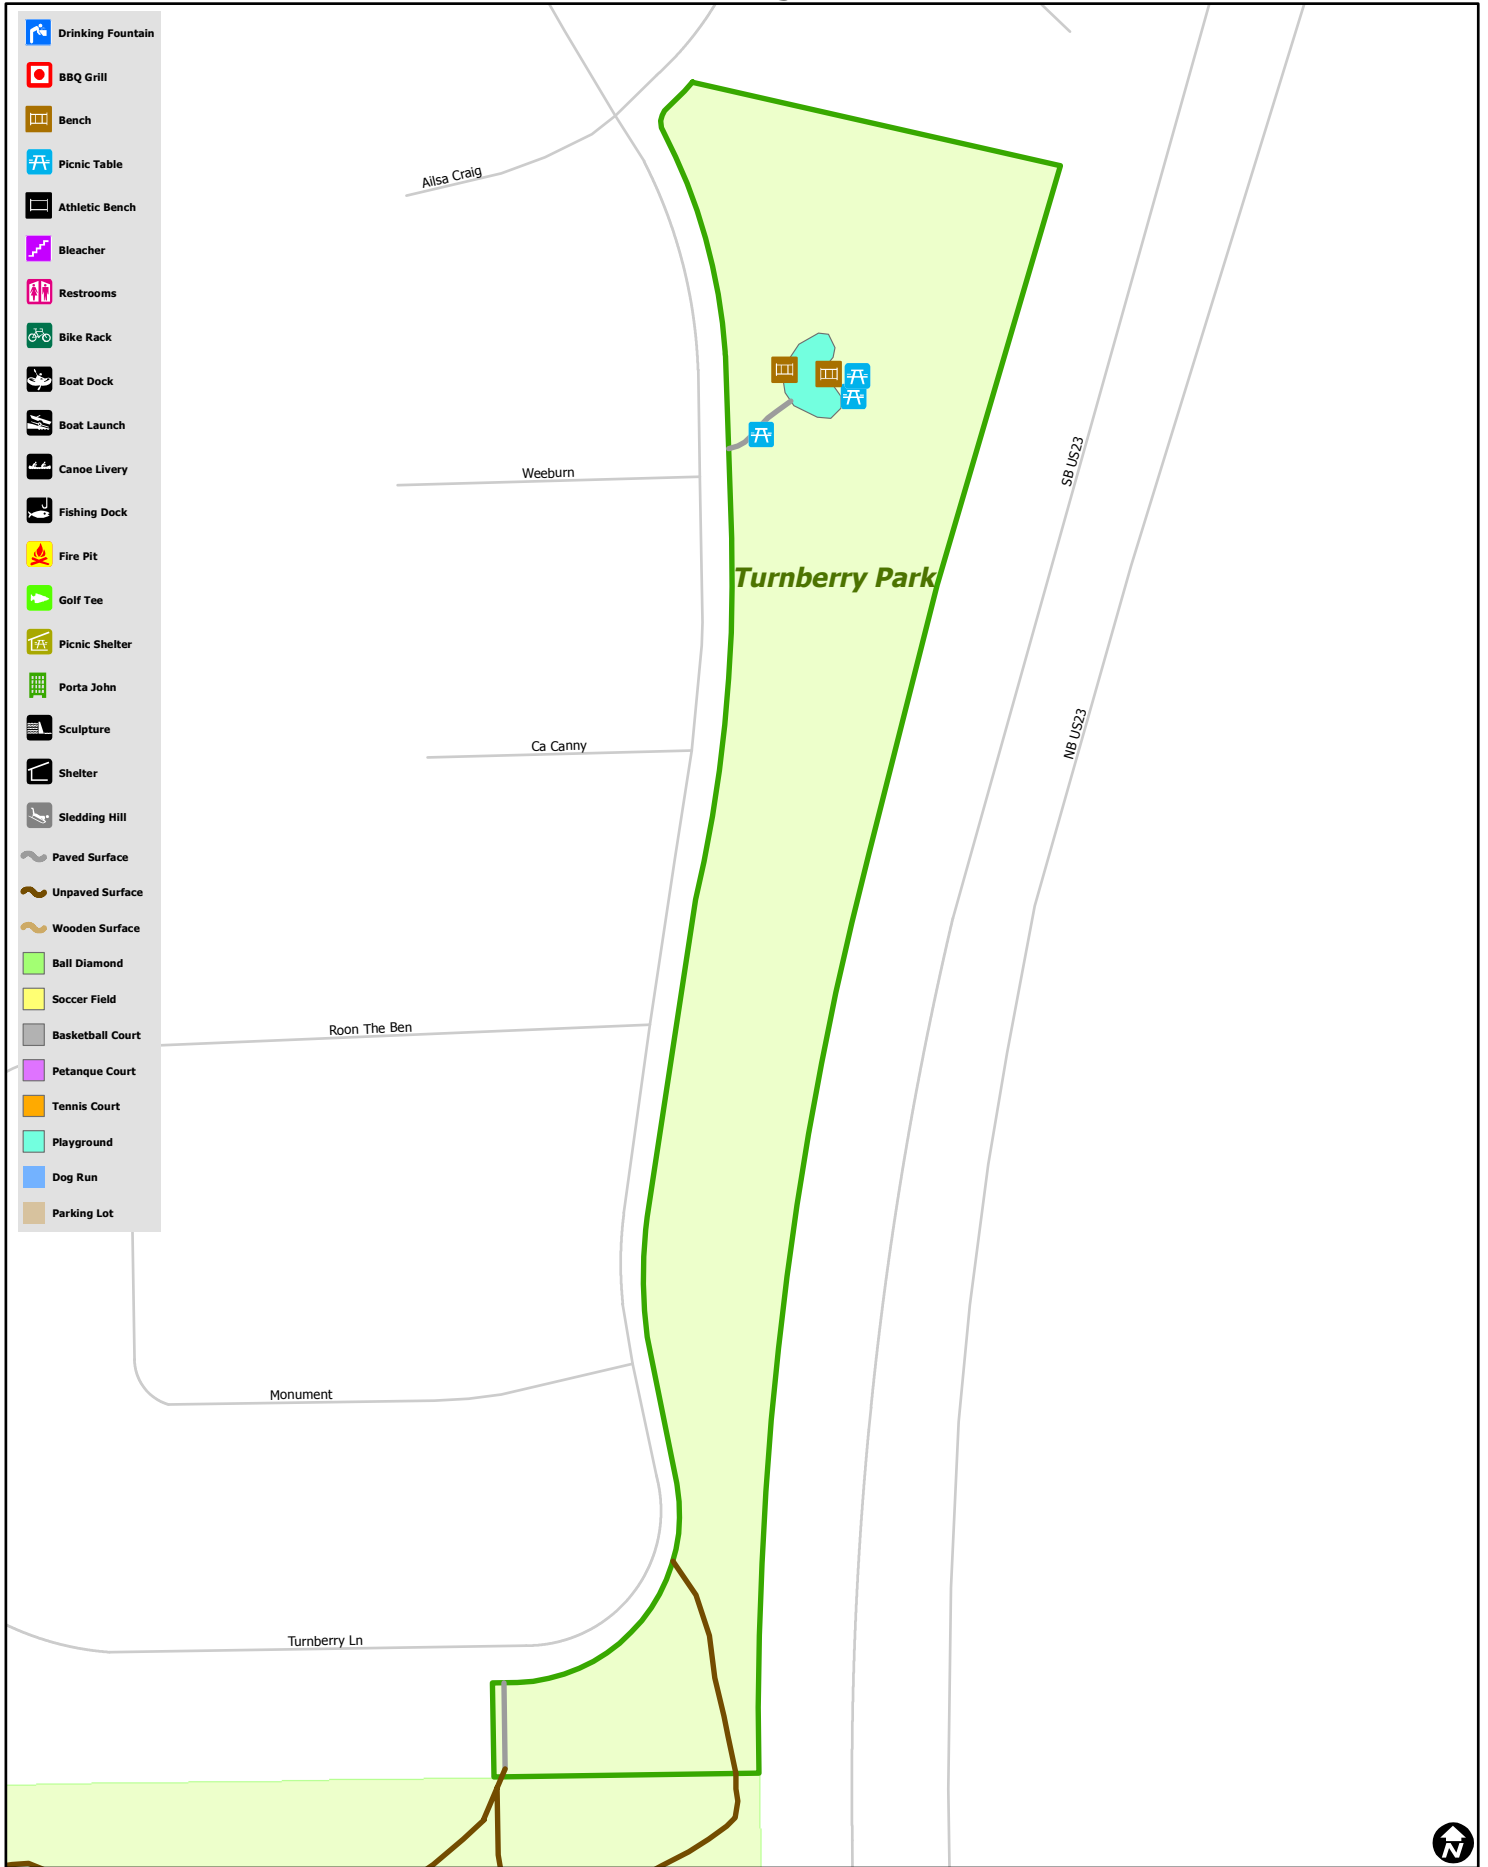 Drinking Fountain
BBQ Grill
Bench
Picnic Table
Athletic Bench
Bleacher
Restrooms
Bike Rack
Boat Dock
Boat Launch
Canoe Livery
Fishing Dock
Fire Pit
Golf Tee
Picnic Shelter
Porta John
Sculpture
Shelter
Sledding Hill
Paved Surface
Unpaved Surface
Wooden Surface
Ball Diamond
Soccer Field
Basketball Court
Petanque Court
Tennis Court
Playground
Dog Run
Parking Lot
Ailsa Craig
Weeburn
SB US23
Turnberry Park
NB US23
Ca Canny
Roon The Ben
Monument
Turnberry Ln
N